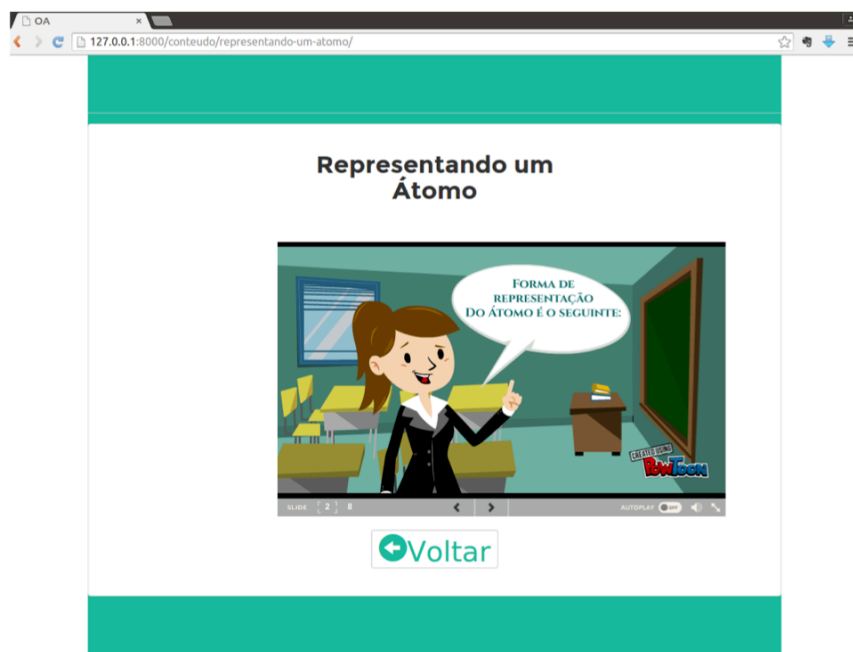 OA
127.0.0.1:8000/conteudo/representando-um-atomo/
Representando um
Átomo
Forma de
representação
Do átomo é o seguinte:
CREATED USING
PowToon
SLIDE 2 8
AUTOPLAY OFF
Voltar